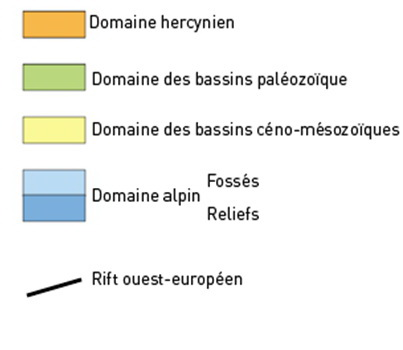 Domaine hercynien
Domaine des bassins paléozoïque
Domaine des bassins céno-mésozoïques
Domaine alpin
Fossés
Reliefs
Rift ouest-européen